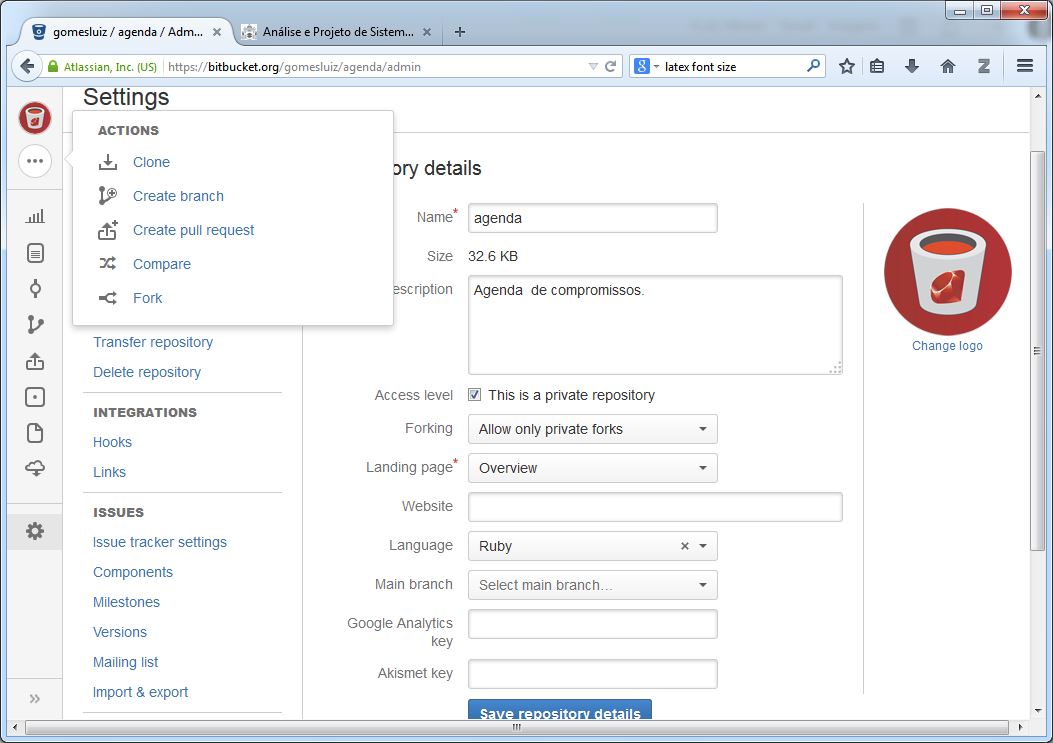 gomesluiz / agenda / Adm...
Análise e Projeto de Sistem...
Atlassian, Inc. (US)
https://bitbucket.org/gomesluiz/agenda/admin
latex font size
Settings
ACTIONS
Clone
Create branch
Create pull request
Compare
Fork
Transfer repository
Delete repository
INTEGRATIONS
Hooks
Links
ISSUES
Issue tracker settings
Components
Milestones
Versions
Mailing list
Import & export
ory details
Name* agenda
Size 32.6 KB
escription Agenda de compromissos.
Access level This is a private repository
Forking Allow only private forks
Landing page* Overview
Website
Language Ruby
Main branch Select main branch...
Google Analytics
key
Akismet key
Save repository details
Change logo